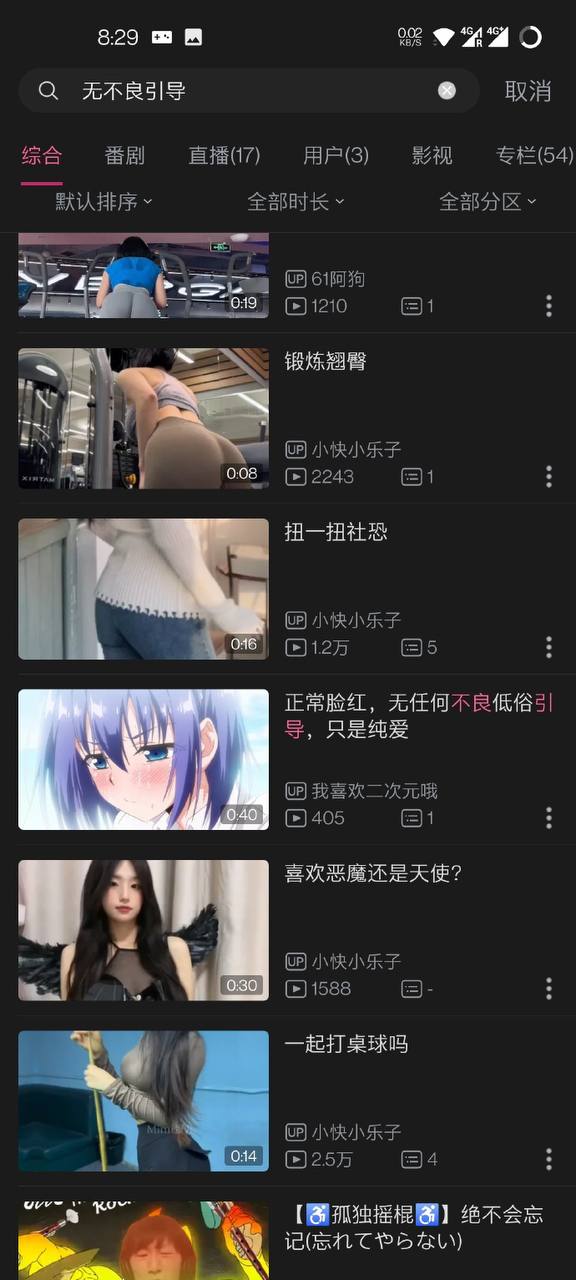 8:29
0.02 KB/S 4G R 4G+
无不良引导
取消
综合 番剧 直播(17) 用户(3) 影视 专栏(54)
默认排序 全部时长 全部分区
0:19
UP 61阿狗
1210 1
锻炼翘臀
MATRIX
0:08
UP 小快小乐子
2243 1
扭一扭社恐
0:16
UP 小快小乐子
1.2万 5
正常脸红，无任何不良低俗引
导，只是纯爱
0:40
UP 我喜欢二次元哦
405 1
喜欢恶魔还是天使？
0:30
UP 小快小乐子
1588 -
一起打桌球吗
0:14
UP 小快小乐子
2.5万 4
【♿孤独摇棍♿】绝不会忘
记(忘れてやらない)